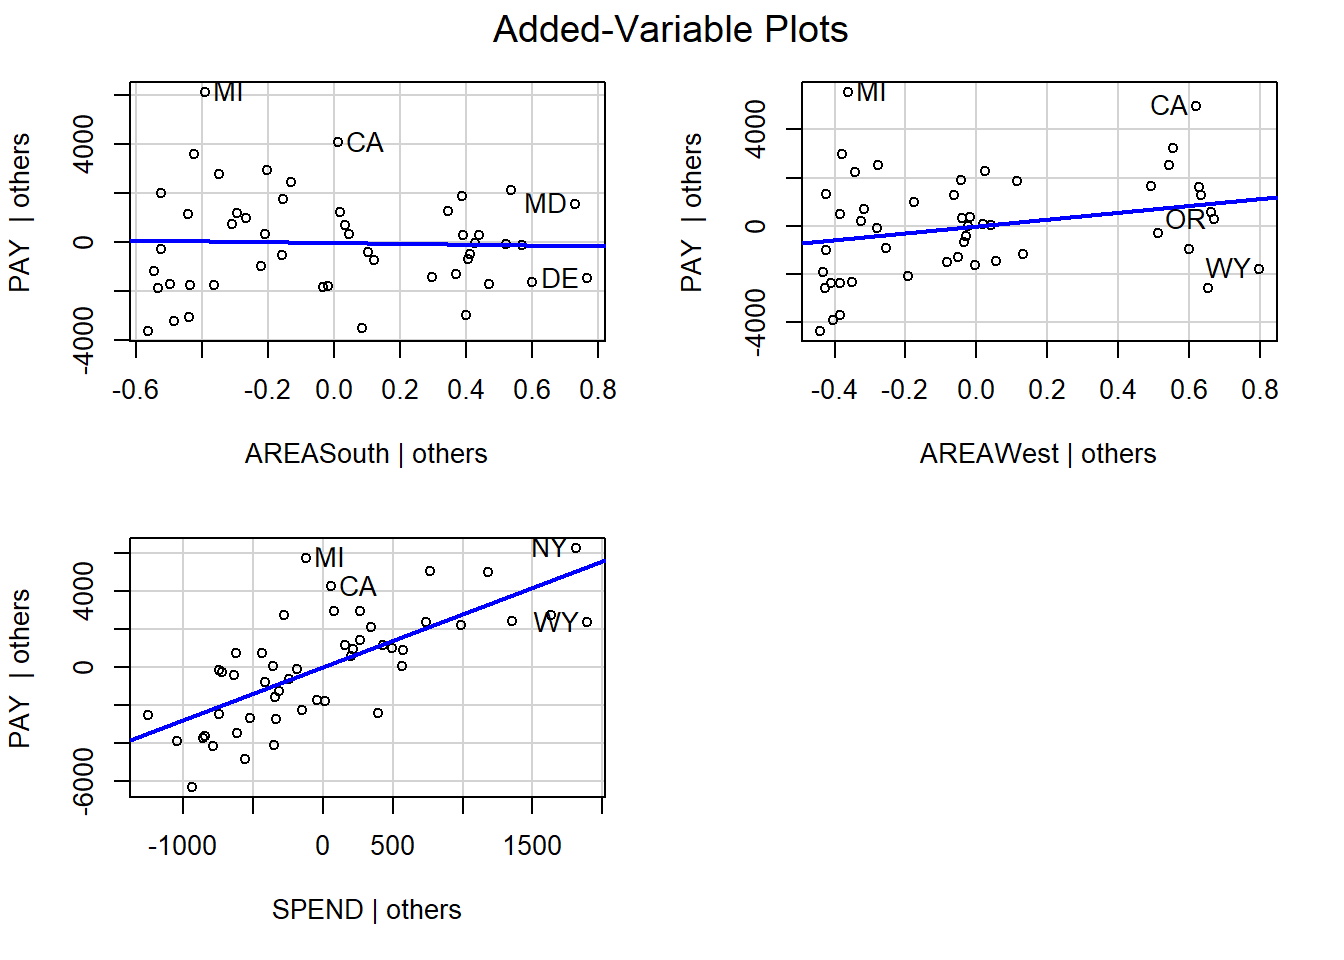 Added-Variable Plots
MI
CA
MD
DE
PAY | others
4000
0
-4000
-0.6 -0.2 0.0 0.2 0.4 0.6 0.8
AREASouth | others
MI
CA
OR
WY
PAY | others
4000
0
-4000
-0.4 -0.2 0.0 0.2 0.4 0.6 0.8
AREAWest | others
MI
CA
NY
WY
PAY | others
4000
0
-6000
-1000 0 500 1500
SPEND | others